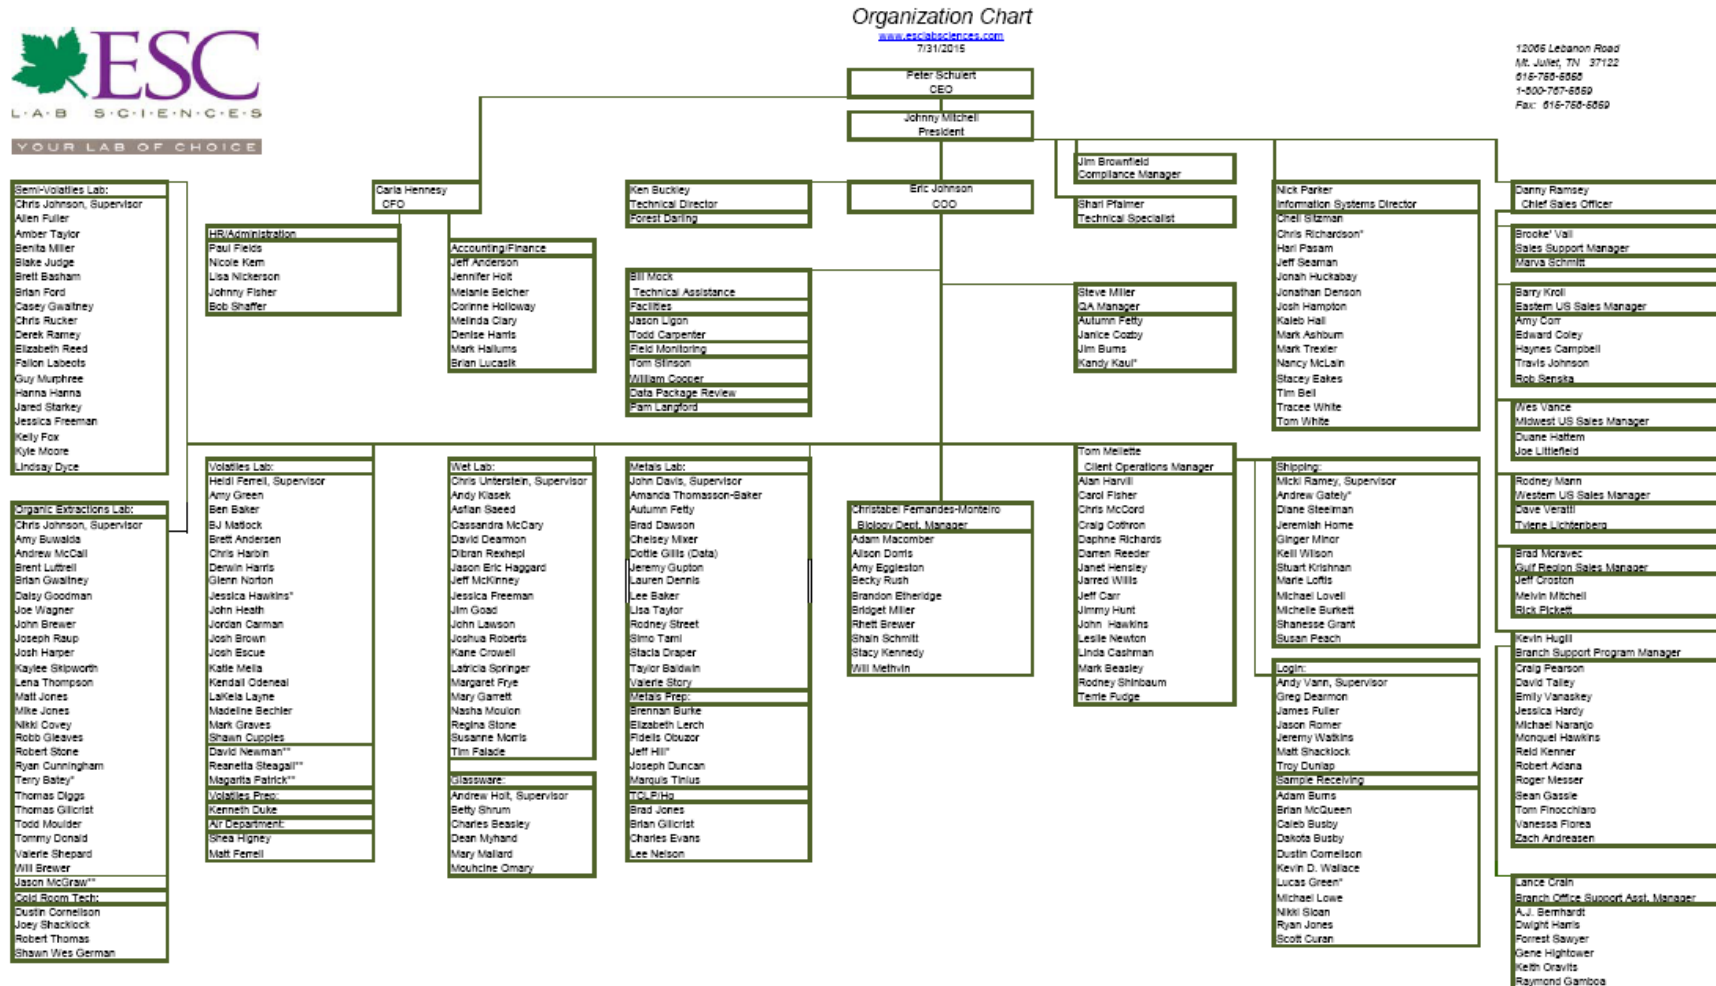 Organization Chart
www.esclabsciences.com
7/31/2015
ESC
L·A·B S·C·I·E·N·C·E·S
YOUR LAB OF CHOICE
12065 Lebanon Road
Mt. Juliet, TN 37122
615-758-5858
1-800-767-5859
Fax: 615-758-5859
Peter Schulert
CEO
Johnny Mitchell
President
Jim Brownfield
Compliance Manager
Semi-Volatiles Lab:
Chris Johnson, Supervisor
Allen Fuller
Amber Taylor
Benita Miller
Blake Judge
Brett Basham
Brian Ford
Casey Gwaltney
Chris Rucker
Derek Ramey
Elizabeth Reed
Fallon Labeots
Guy Murphree
Hanna Hanna
Jared Starkey
Jessica Freeman
Kelly Fox
Kyle Moore
Lindsay Dyce
Organic Extractions Lab:
Chris Johnson, Supervisor
Amy Buwalda
Andrew McCall
Brent Luttrell
Brian Gwaltney
Daisy Goodman
Joe Wagner
John Brewer
Joseph Raup
Josh Harper
Kaylee Skipworth
Lena Thompson
Matt Jones
Mike Jones
Nikki Covey
Robb Gleaves
Robert Stone
Ryan Cunningham
Terry Batey*
Thomas Diggs
Thomas Gilcrist
Todd Moulder
Tommy Donald
Valerie Shepard
Will Brewer
Jason McGraw**
Cold Room Tech:
Dustin Cornelison
Joey Shacklock
Robert Thomas
Shawn Wes German
Carla Hennesy
CFO
HR/Administration
Paul Fields
Nicole Kern
Lisa Nickerson
Johnny Fisher
Bob Shaffer
Accounting/Finance
Jeff Anderson
Jennifer Holt
Melanie Belcher
Corinne Holloway
Melinda Clary
Denise Harris
Mark Hallums
Brian Lucasik
Volatiles Lab:
Heidi Ferrell, Supervisor
Amy Green
Ben Baker
BJ Matlock
Brett Andersen
Chris Harbin
Derwin Harris
Glenn Norton
Jessica Hawkins*
John Heath
Jordan Carman
Josh Brown
Josh Escue
Katie Melia
Kendall Odeneal
LaKeia Layne
Madeline Bechler
Mark Graves
Shawn Cupples
David Newman**
Reanetta Steagall**
Magarita Patrick**
Volatiles Prep:
Kenneth Duke
Air Department:
Shea Higney
Matt Ferrell
Wet Lab:
Chris Unterstein, Supervisor
Andy Klasek
Asfian Saeed
Cassandra McCary
David Dearmon
Dibran Rexhepi
Jason Eric Haggard
Jeff McKinney
Jessica Freeman
Jim Goad
John Lawson
Joshua Roberts
Kane Crowell
Latricia Springer
Margaret Frye
Mary Garrett
Nasha Moulon
Regina Stone
Susanne Morris
Tim Falade
Glassware:
Andrew Holt, Supervisor
Betty Shrum
Charles Beasley
Dean Myhand
Mary Mallard
Mouhcine Omary
Ken Buckley
Technical Director
Forest Darling
Bill Mock
Technical Assistance
Facilities
Jason Ligon
Todd Carpenter
Field Monitoring
Tom Stinson
William Cooper
Data Package Review
Pam Langford
Metals Lab:
John Davis, Supervisor
Amanda Thomasson-Baker
Autumn Fetty
Brad Dawson
Chelsey Mixer
Dottie Gillis (Data)
Jeremy Gupton
Lauren Dennis
Lee Baker
Lisa Taylor
Rodney Street
Simo Tami
Stacia Draper
Taylor Baldwin
Valerie Story
Metals Prep:
Brennan Burke
Elizabeth Lerch
Fidelis Obuzor
Jeff Hill*
Joseph Duncan
Marquis Tinius
TCLP/Hg
Brad Jones
Brian Gilcrist
Charles Evans
Lee Nelson
Eric Johnson
COO
Christabel Fernandes-Monteiro
Biology Dept. Manager
Adam Macomber
Alison Dorris
Amy Eggleston
Becky Rush
Brandon Etheridge
Bridget Miller
Rhett Brewer
Shain Schmitt
Stacy Kennedy
Will Methvin
Shari Pfalmer
Technical Specialist
Steve Miller
QA Manager
Autumn Fetty
Janice Cozby
Jim Burns
Kandy Kaul*
Tom Mellette
Client Operations Manager
Alan Harvill
Carol Fisher
Chris McCord
Craig Cothron
Daphne Richards
Darren Reeder
Janet Hensley
Jarred Willis
Jeff Carr
Jimmy Hunt
John Hawkins
Leslie Newton
Linda Cashman
Mark Beasley
Rodney Shinbaum
Terrie Fudge
Nick Parker
Information Systems Director
Chell Sitzman
Chris Richardson*
Hari Pasam
Jeff Seaman
Jonah Huckabay
Jonathan Denson
Josh Hampton
Kaleb Hall
Mark Ashburn
Mark Trexler
Nancy McLain
Stacey Eakes
Tim Bell
Tracee White
Tom White
Shipping:
Micki Ramey, Supervisor
Andrew Gately*
Diane Steelman
Jeremiah Horne
Ginger Minor
Kelli Wilson
Stuart Krishnan
Marie Loftis
Michael Lovell
Michelle Burkett
Shanesse Grant
Susan Peach
Login:
Andy Vann, Supervisor
Greg Dearmon
James Fuller
Jason Romer
Jeremy Watkins
Matt Shacklock
Troy Dunlap
Sample Receiving
Adam Burns
Brian McQueen
Caleb Busby
Dakota Busby
Dustin Cornelison
Kevin D. Wallace
Lucas Green*
Michael Lowe
Nikki Sloan
Ryan Jones
Scott Curan
Danny Ramsey
Chief Sales Officer
Brooke' Vail
Sales Support Manager
Marva Schmitt
Barry Kroll
Eastern US Sales Manager
Amy Corr
Edward Coley
Haynes Campbell
Travis Johnson
Rob Senska
Wes Vance
Midwest US Sales Manager
Duane Hattem
Joe Littlefield
Rodney Mann
Western US Sales Manager
Dave Veratti
Tylene Lichtenberg
Brad Moravec
Gulf Region Sales Manager
Jeff Croston
Melvin Mitchell
Rick Pickett
Kevin Hugill
Branch Support Program Manager
Craig Pearson
David Talley
Emily Vanaskey
Jessica Hardy
Michael Naranjo
Monquel Hawkins
Reid Kenner
Robert Adana
Roger Messer
Sean Gassie
Tom Finocchiaro
Vanessa Florea
Zach Andreasen
Lance Crain
Branch Office Support Asst. Manager
A.J. Bernhardt
Dwight Harris
Forrest Sawyer
Gene Hightower
Keith Oravits
Raymond Gamboa